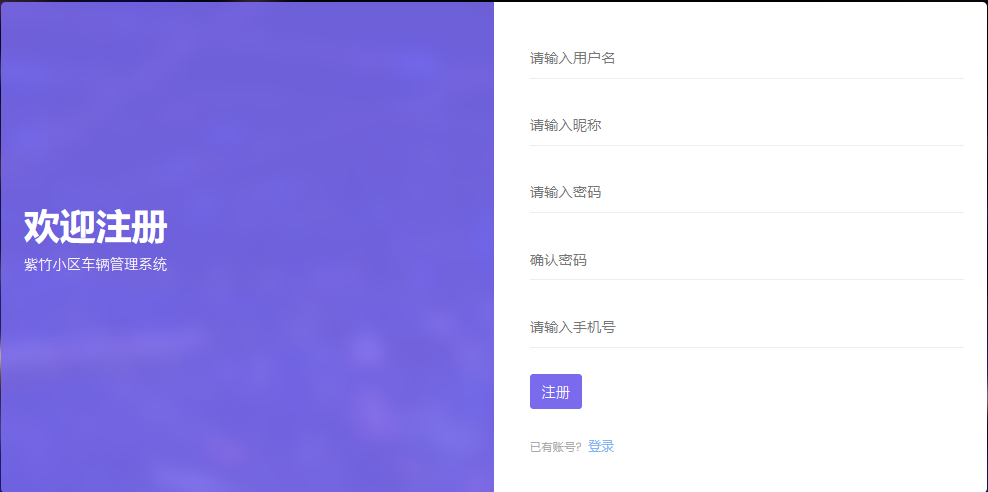 欢迎注册
紫竹小区车辆管理系统
请输入用户名
请输入昵称
请输入密码
确认密码
请输入手机号
注册
已有账号? 登录